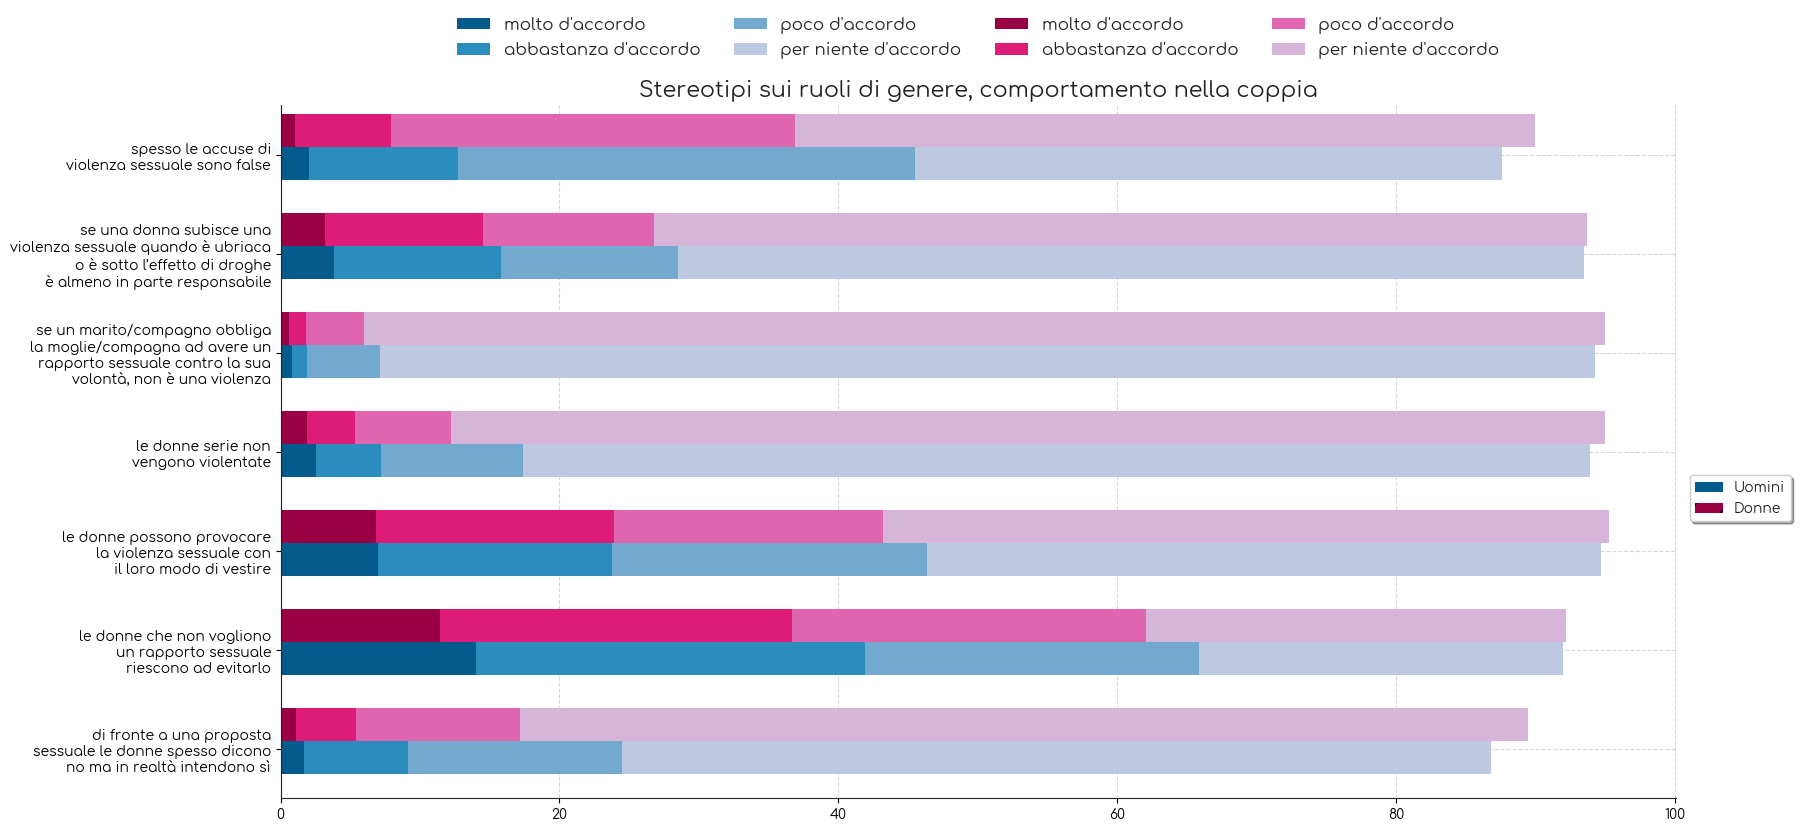 molto d'accordo
abbastanza d'accordo
poco d'accordo
per niente d'accordo
molto d'accordo
abbastanza d'accordo
poco d'accordo
per niente d'accordo
Stereotipi sui ruoli di genere, comportamento nella coppia
spesso le accuse di
violenza sessuale sono false
se una donna subisce una
violenza sessuale quando è ubriaca
o è sotto l’effetto di droghe
è almeno in parte responsabile
se un marito/compagno obbliga
la moglie/compagna ad avere un
rapporto sessuale contro la sua
volontà, non è una violenza
le donne serie non
vengono violentate
le donne possono provocare
la violenza sessuale con
il loro modo di vestire
le donne che non vogliono
un rapporto sessuale
riescono ad evitarlo
di fronte a una proposta
sessuale le donne spesso dicono
no ma in realtà intendono sì
Uomini
Donne
0 20 40 60 80 100